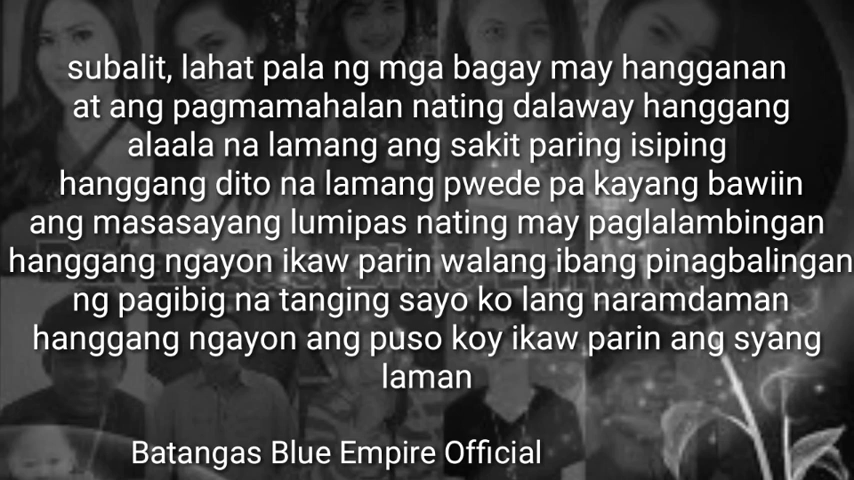 subalit, lahat pala ng mga bagay may hangganan
at ang pagmamahalan nating dalaway hanggang
alaala na lamang ang sakit paring isiping
hanggang dito na lamang pwede pa kayang bawiin
ang masasayang lumipas nating may paglalambingan
hanggang ngayon ikaw parin walang ibang pinagbalingan
ng pagibig na tanging sayo ko lang naramdaman
hanggang ngayon ang puso koy ikaw parin ang syang
laman
Batangas Blue Empire Official